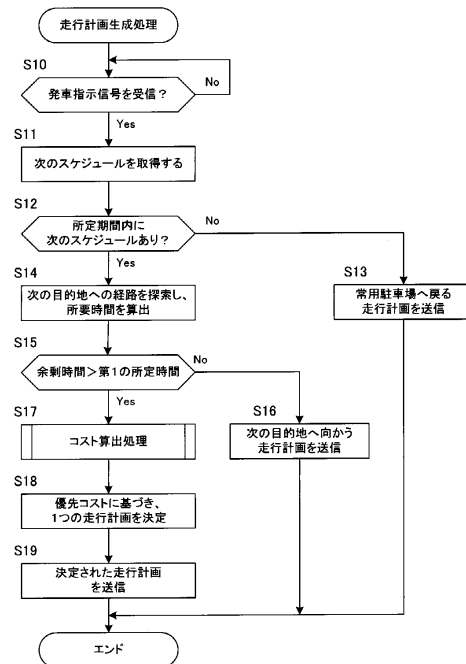 走行計画生成処理
S10
発車指示信号を受信?
No
Yes
S11
次のスケジュールを取得する
S12
所定期間内に
次のスケジュールあり?
No
Yes
S13
常用駐車場へ戻る
走行計画を送信
S14
次の目的地への経路を探索し、
所要時間を算出
S15
余剰時間>第1の所定時間
No
Yes
S16
次の目的地へ向かう
走行計画を送信
S17
コスト算出処理
S18
優先コストに基づき、
1つの走行計画を決定
S19
決定された走行計画
を送信
エンド